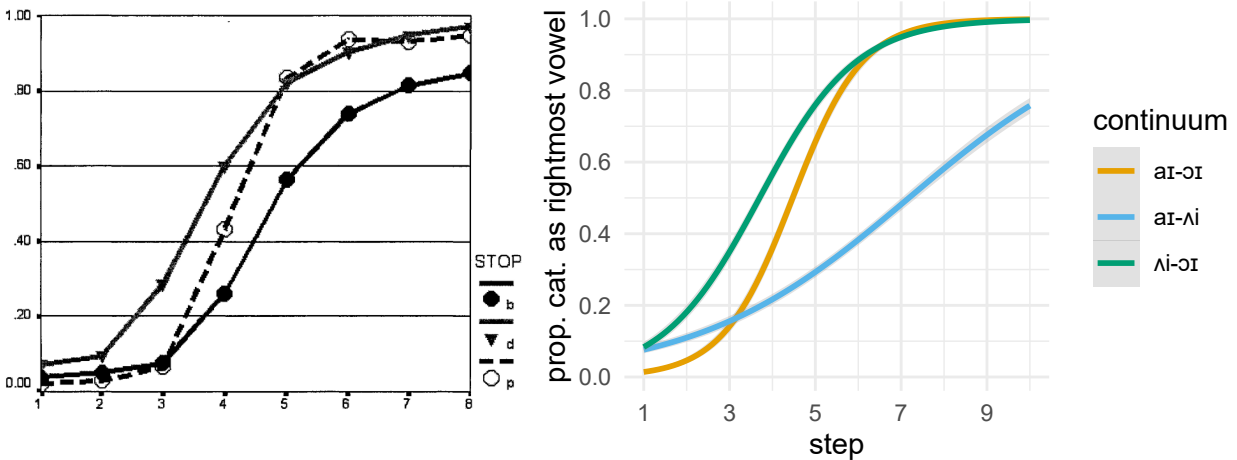 1.00
.80
.60
.40
.20
0.00
1 2 3 4 5 6 7 8
STOP
b
d
p
prop. cat. as rightmost vowel
1.0
0.8
0.6
0.4
0.2
0.0
1 3 5 7 9
step
continuum
aɪ-ɔɪ
aɪ-ʌi
ʌi-ɔɪ